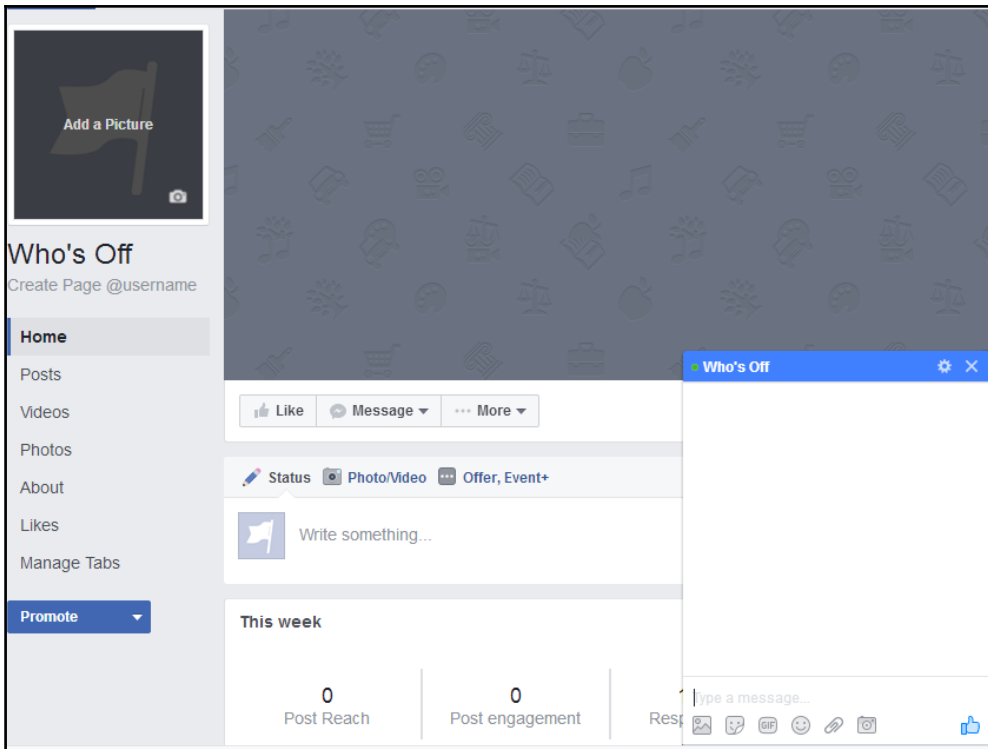 Add a Picture
Who's Off
Create Page @username
Home
Posts
Videos
Photos
About
Likes
Manage Tabs
Promote
Like
Message
More
Status
Photo/Video
Offer, Event+
Write something...
This week
0
Post Reach
0
Post engagement
Who's Off
Type a message...
GIF